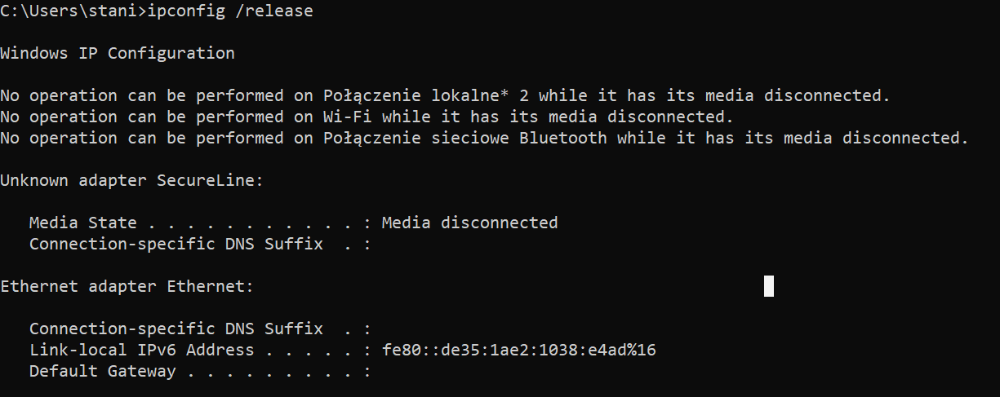 C:\Users\stani>ipconfig /release
Windows IP Configuration
No operation can be performed on Połączenie lokalne* 2 while it has its media disconnected.
No operation can be performed on Wi-Fi while it has its media disconnected.
No operation can be performed on Połączenie sieciowe Bluetooth while it has its media disconnected.
Unknown adapter SecureLine:
   Media State . . . . . . . . . . . : Media disconnected
   Connection-specific DNS Suffix  . :
Ethernet adapter Ethernet:
   Connection-specific DNS Suffix  . :
   Link-local IPv6 Address . . . . . : fe80::de35:1ae2:1038:e4ad%16
   Default Gateway . . . . . . . . . :